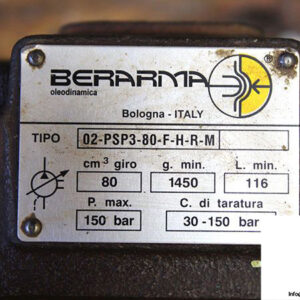 BERARMA
®
oleodinamica
Bologna - ITALY
TIPO 02-PSP3-80-F-H-R-M
cm³ giro g. min. L. min.
80 1450 116
P. max. C. di taratura
150 bar 30-150 bar